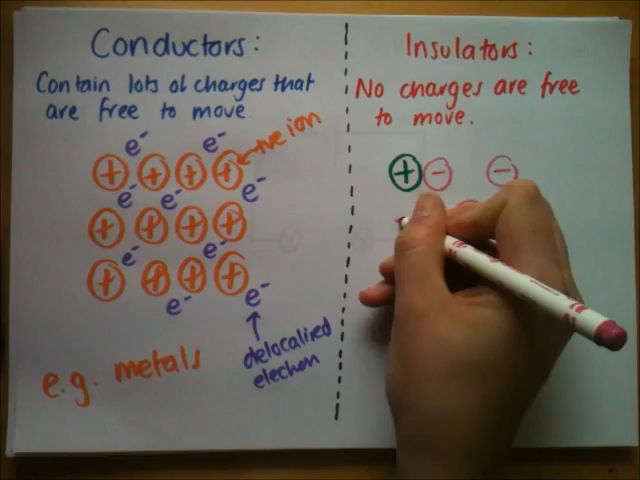 Conductors:
Contain lots of charges that
are free to move
e⁻ e⁻
+ve ion
+ + + +
e⁻ e⁻ e⁻
+ + + +
e⁻ e⁻
+ + + +
e⁻ e⁻
delocalised
electron
e.g. metals
Insulators:
No charges are free
to move.
+ - -